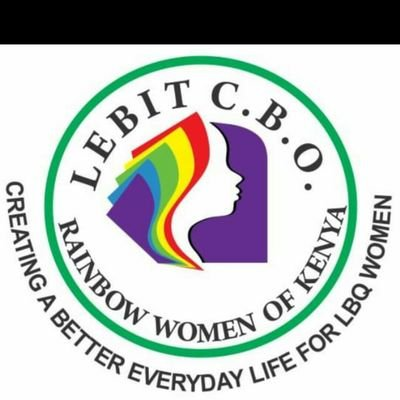 LEBIT C.B.O.
RAINBOW WOMEN OF KENYA
CREATING A BETTER EVERYDAY LIFE FOR LBQ WOMEN